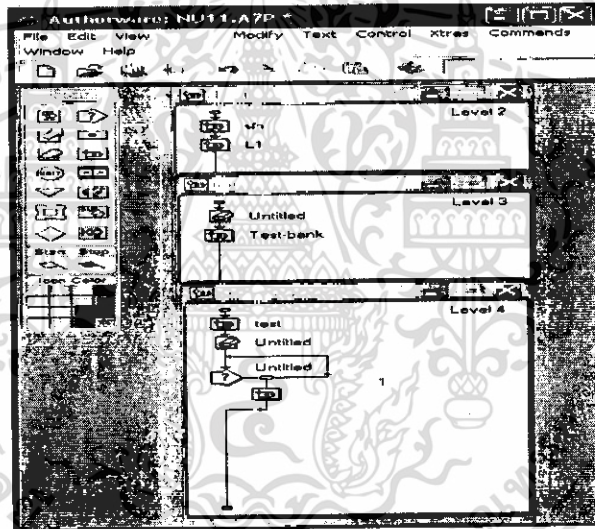 Authorware: NU11.A7P *
File Edit View Modify Text Control Xtras Commands
Window Help
Level 2
L1
Level 3
Untitled
Test-bank
Start Stop
Icon Color
Level 4
test
Untitled
Untitled
1